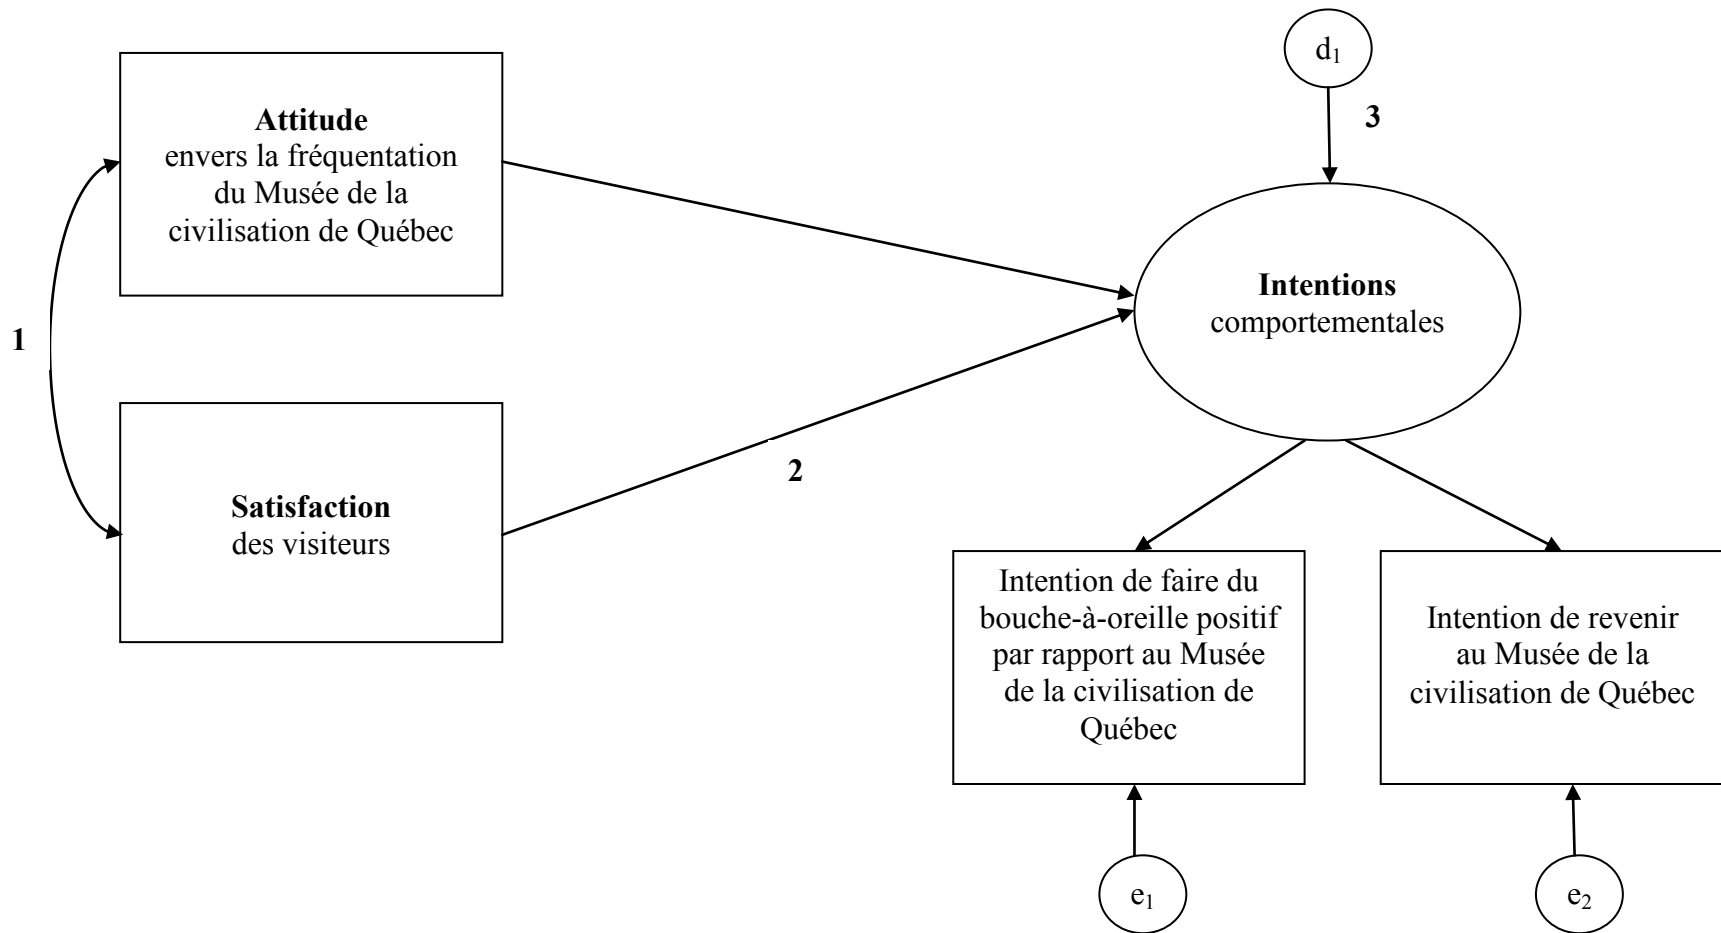 d₁
3
Attitude
envers la fréquentation
du Musée de la
civilisation de Québec
Intentions
comportementales
1
2
Satisfaction
des visiteurs
Intention de faire du
bouche-à-oreille positif
par rapport au Musée
de la civilisation de
Québec
Intention de revenir
au Musée de la
civilisation de Québec
e₁
e₂